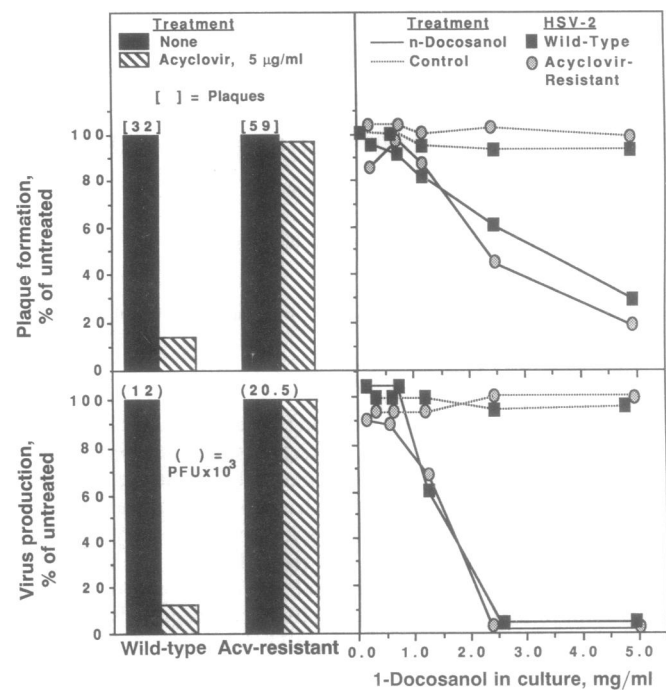 Treatment
None
Acyclovir, 5 µg/ml
[ ] = Plaques
[32]
[59]
Treatment
n-Docosanol
Control
HSV-2
Wild-Type
Acyclovir-
Resistant
Plaque formation,
% of untreated
100
80
60
40
20
0
(12)
(20.5)
( ) =
PFUx10³
Virus production,
% of untreated
100
80
60
40
20
0
Wild-type
Acv-resistant
0.0
1.0
2.0
3.0
4.0
5.0
1-Docosanol in culture, mg/ml